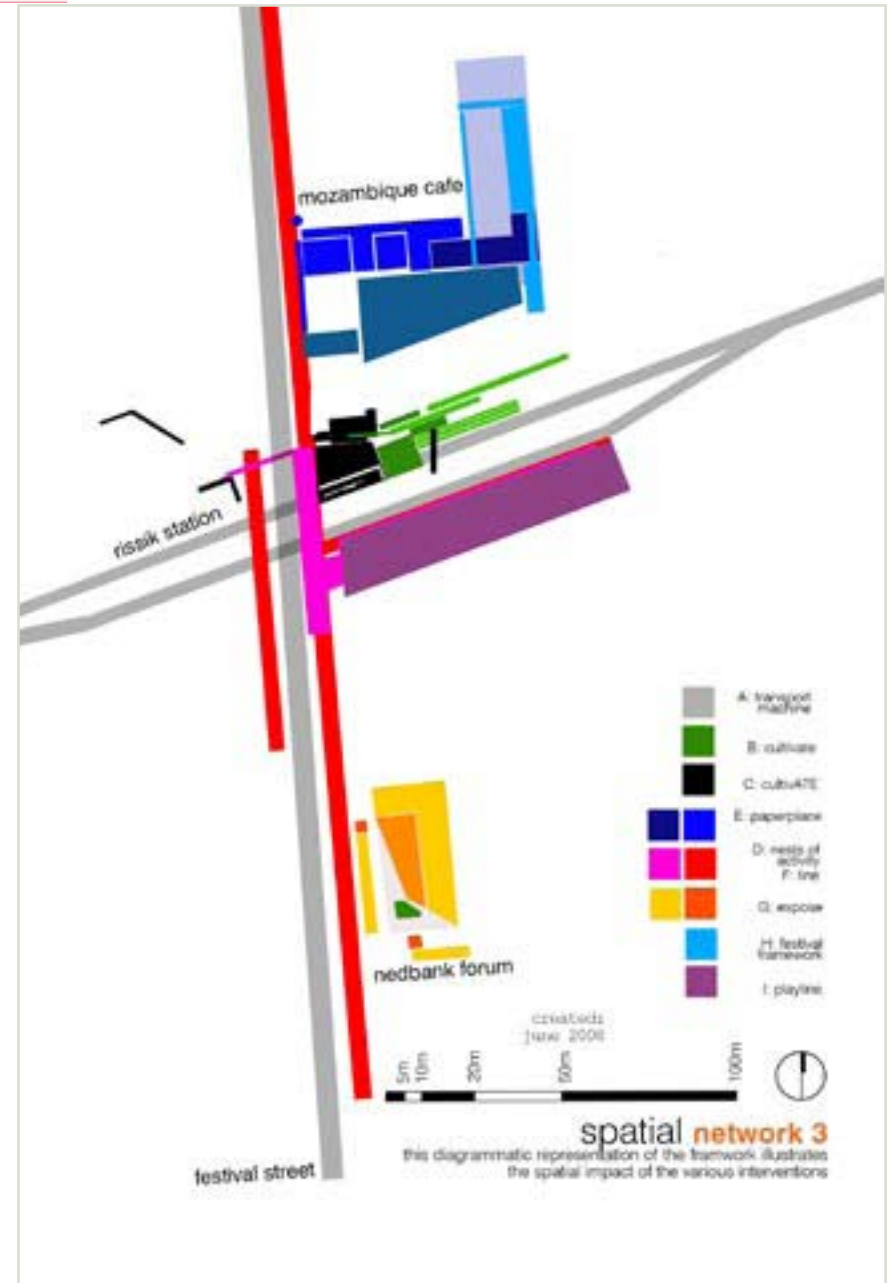 mozambique cafe
rissik station
A: transport
machine
B: cultivate
C: cultivATE
E: paperplane
D: nests of
activity
F: line
G: expose
H: festival
framework
I: playline
nedbank forum
created:
june 2006
5m
10m
20m
50m
100m
spatial network 3
this diagrammatic representation of the framwork illustrates
the spatial impact of the various interventions
festival street